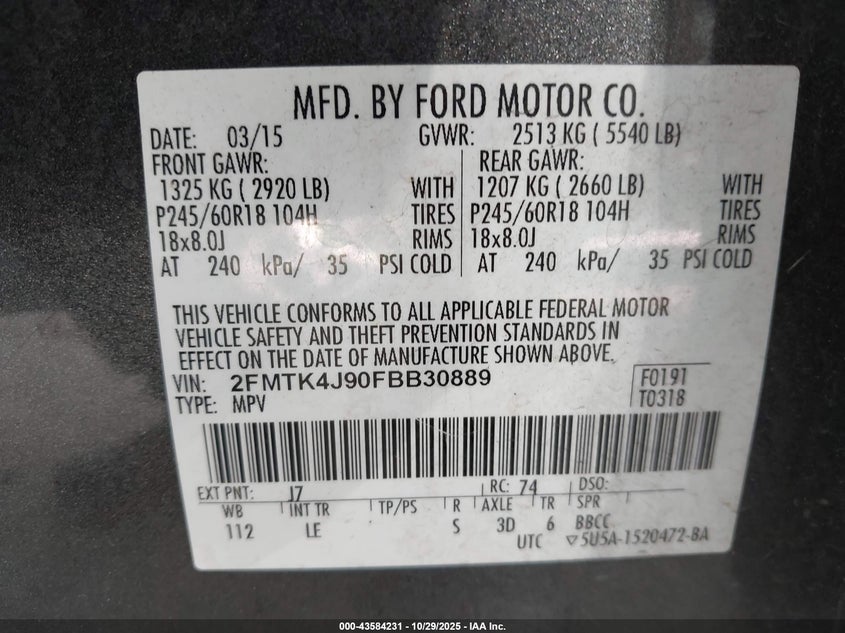 MFD. BY FORD MOTOR CO.
DATE: 03/15 GVWR: 2513 KG ( 5540 LB)
FRONT GAWR: REAR GAWR:
1325 KG ( 2920 LB) WITH 1207 KG ( 2660 LB) WITH
P245/60R18 104H TIRES P245/60R18 104H TIRES
18x8.0J RIMS 18x8.0J RIMS
AT 240 kPa/ 35 PSI COLD AT 240 kPa/ 35 PSI COLD
THIS VEHICLE CONFORMS TO ALL APPLICABLE FEDERAL MOTOR
VEHICLE SAFETY AND THEFT PREVENTION STANDARDS IN
EFFECT ON THE DATE OF MANUFACTURE SHOWN ABOVE.
VIN: 2FMTK4J90FBB30889 F0191
TYPE: MPV T0318
EXT PNT: J7 RC: 74 DSO:
WB INT TR TP/PS R AXLE TR SPR
112 LE S 3D 6 BBCC
UTC ▽5U5A-1520472-BA
000-43584231 - 10/29/2025 - IAA Inc.